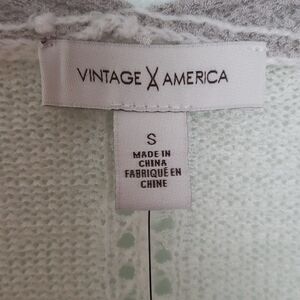 VINTAGE X AMERICA
S
MADE IN
CHINA
FABRIQUÉ EN
CHINE